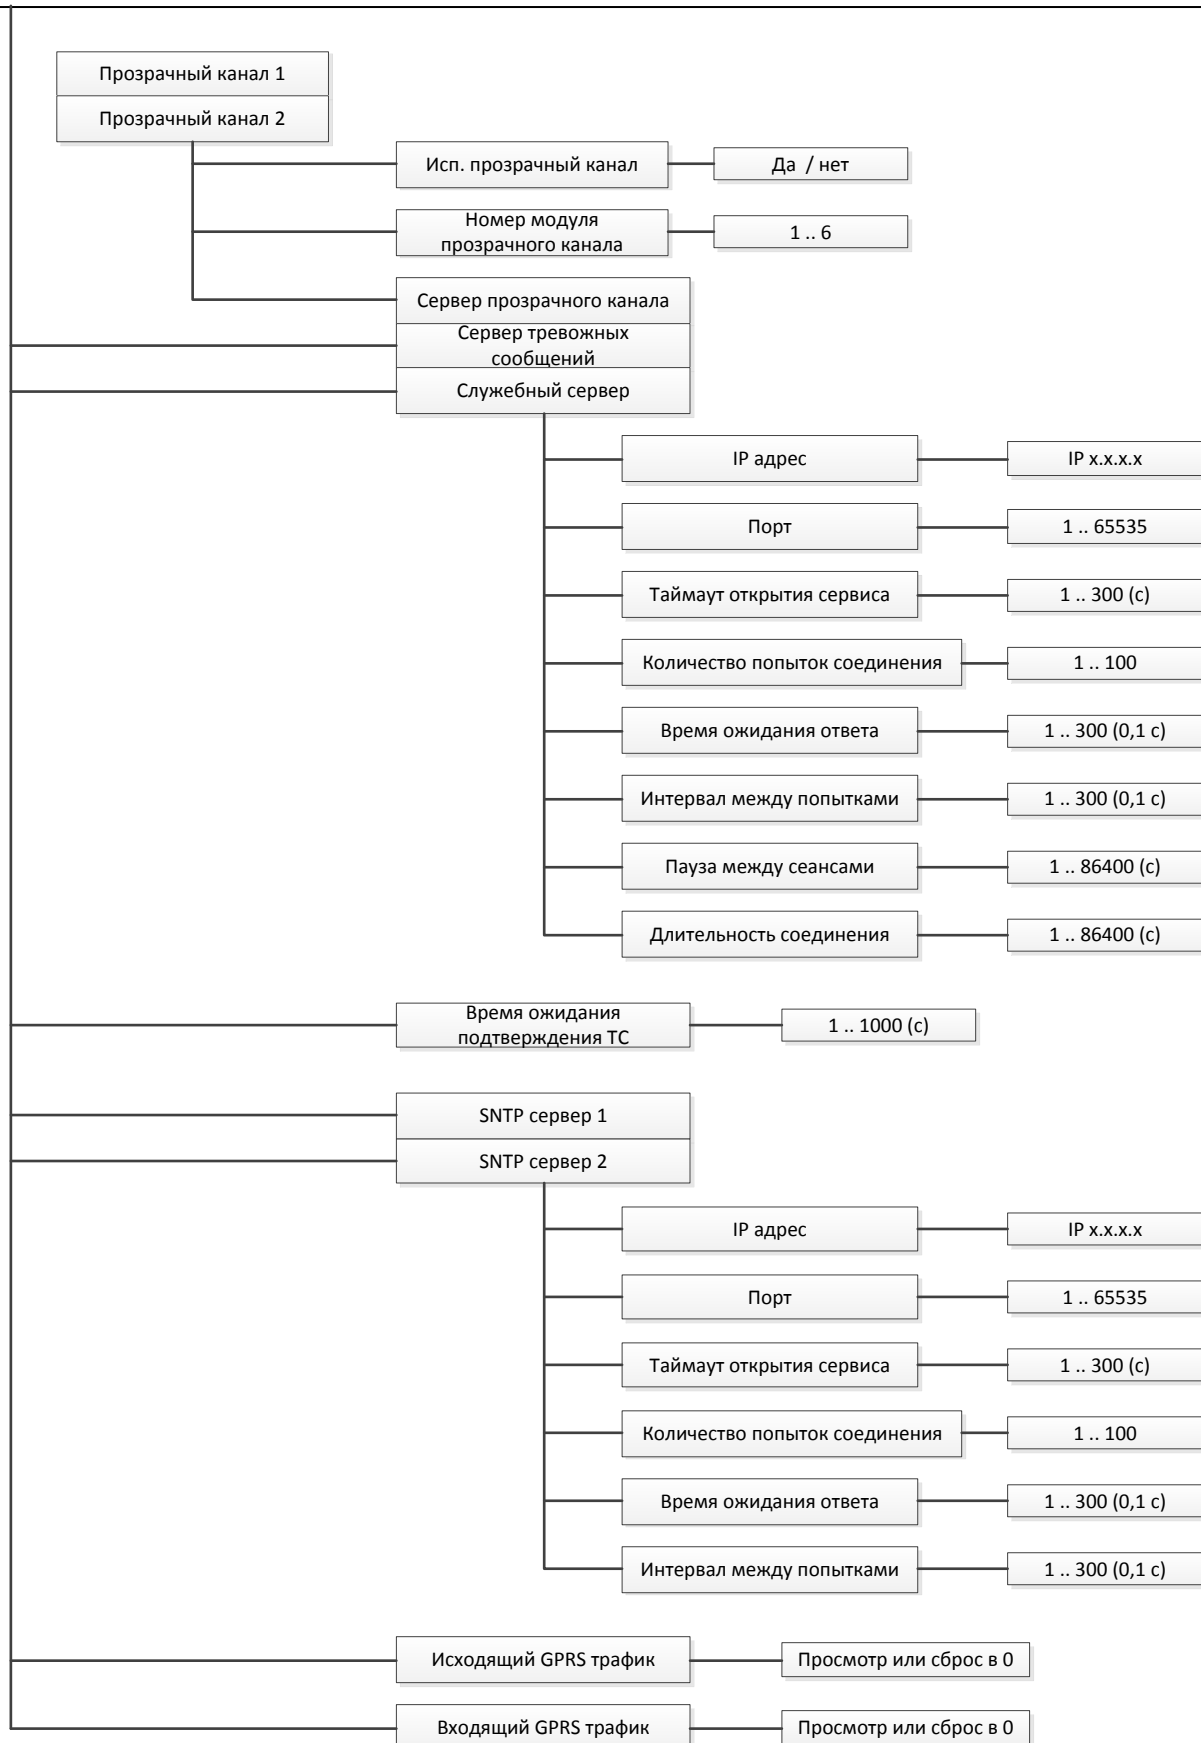 Прозрачный канал 1
Прозрачный канал 2
Исп. прозрачный канал
Да / нет
Номер модуля
прозрачного канала
1 .. 6
Сервер прозрачного канала
Сервер тревожных
сообщений
Служебный сервер
IP адрес
IP x.x.x.x
Порт
1 .. 65535
Таймаут открытия сервиса
1 .. 300 (с)
Количество попыток соединения
1 .. 100
Время ожидания ответа
1 .. 300 (0,1 с)
Интервал между попытками
1 .. 300 (0,1 с)
Пауза между сеансами
1 .. 86400 (с)
Длительность соединения
1 .. 86400 (с)
Время ожидания
подтверждения ТС
1 .. 1000 (с)
SNTP сервер 1
SNTP сервер 2
IP адрес
IP x.x.x.x
Порт
1 .. 65535
Таймаут открытия сервиса
1 .. 300 (с)
Количество попыток соединения
1 .. 100
Время ожидания ответа
1 .. 300 (0,1 с)
Интервал между попытками
1 .. 300 (0,1 с)
Исходящий GPRS трафик
Просмотр или сброс в 0
Входящий GPRS трафик
Просмотр или сброс в 0